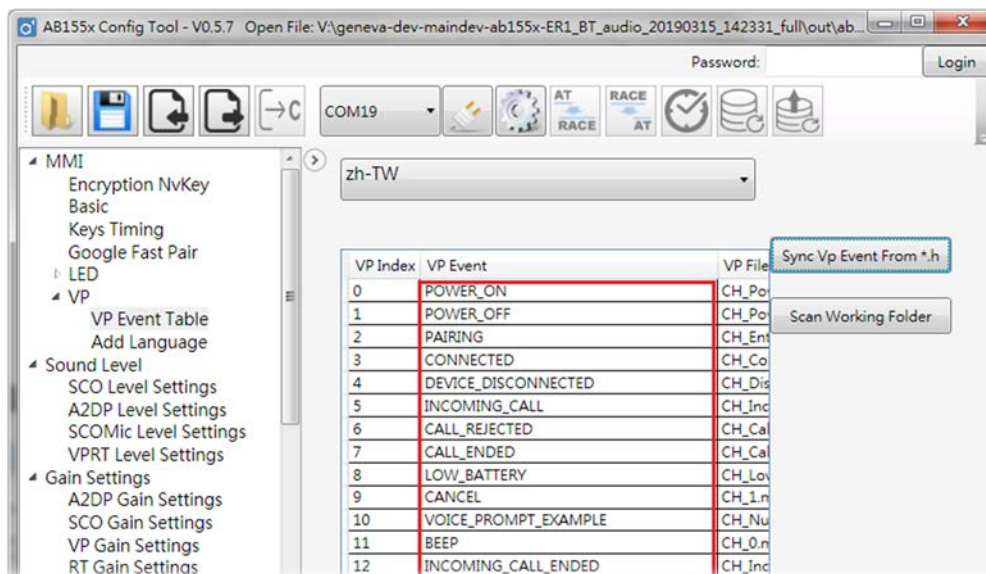 AB155x Config Tool - V0.5.7 Open File: V:\geneva-dev-maindev-ab155x-ER1_BT_audio_20190315_142331_full\out\ab...
Password:
Login
COM19
AT
RACE
RACE
AT
MMI
Encryption NvKey
Basic
Keys Timing
Google Fast Pair
LED
VP
VP Event Table
Add Language
Sound Level
SCO Level Settings
A2DP Level Settings
SCOMic Level Settings
VPRT Level Settings
Gain Settings
A2DP Gain Settings
SCO Gain Settings
VP Gain Settings
RT Gain Settings
zh-TW
VP Index VP Event VP File
0 POWER_ON CH_Po
1 POWER_OFF CH_Po
2 PAIRING CH_Ent
3 CONNECTED CH_Co
4 DEVICE_DISCONNECTED CH_Dis
5 INCOMING_CALL CH_Inc
6 CALL_REJECTED CH_Cal
7 CALL_ENDED CH_Cal
8 LOW_BATTERY CH_Lo
9 CANCEL CH_1.m
10 VOICE_PROMPT_EXAMPLE CH_Nu
11 BEEP CH_0.m
12 INCOMING_CALL_ENDED CH_Inc
Sync Vp Event From *.h
Scan Working Folder